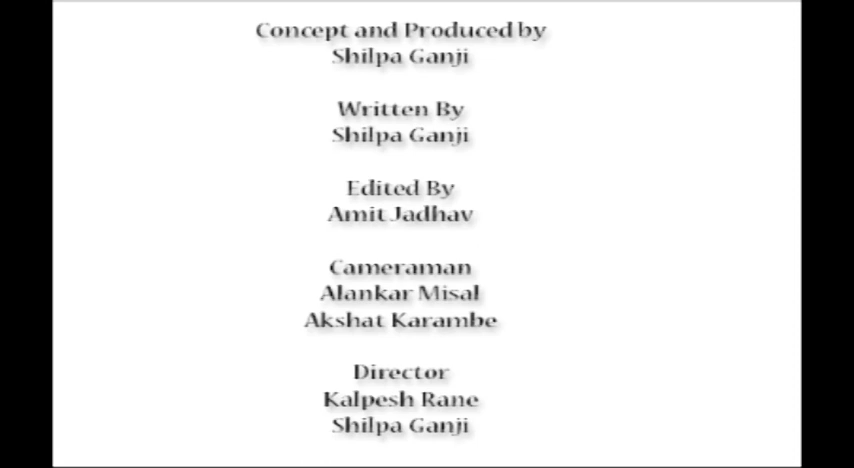 Concept and Produced by
Shilpa Ganji
Written By
Shilpa Ganji
Edited By
Amit Jadhav
Cameraman
Alankar Misal
Akshat Karambe
Director
Kalpesh Rane
Shilpa Ganji